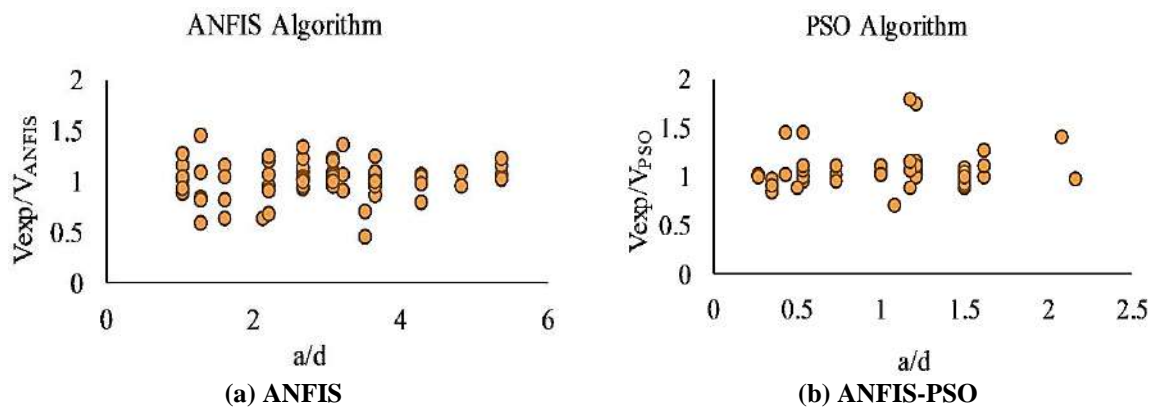 ANFIS Algorithm
2
1.5
1
0.5
0
Vexp/VANFIS
0
2
4
6
a/d
(a) ANFIS
PSO Algorithm
2
1.5
1
0.5
0
Vexp/VPSO
0
0.5
1
1.5
2
2.5
a/d
(b) ANFIS-PSO